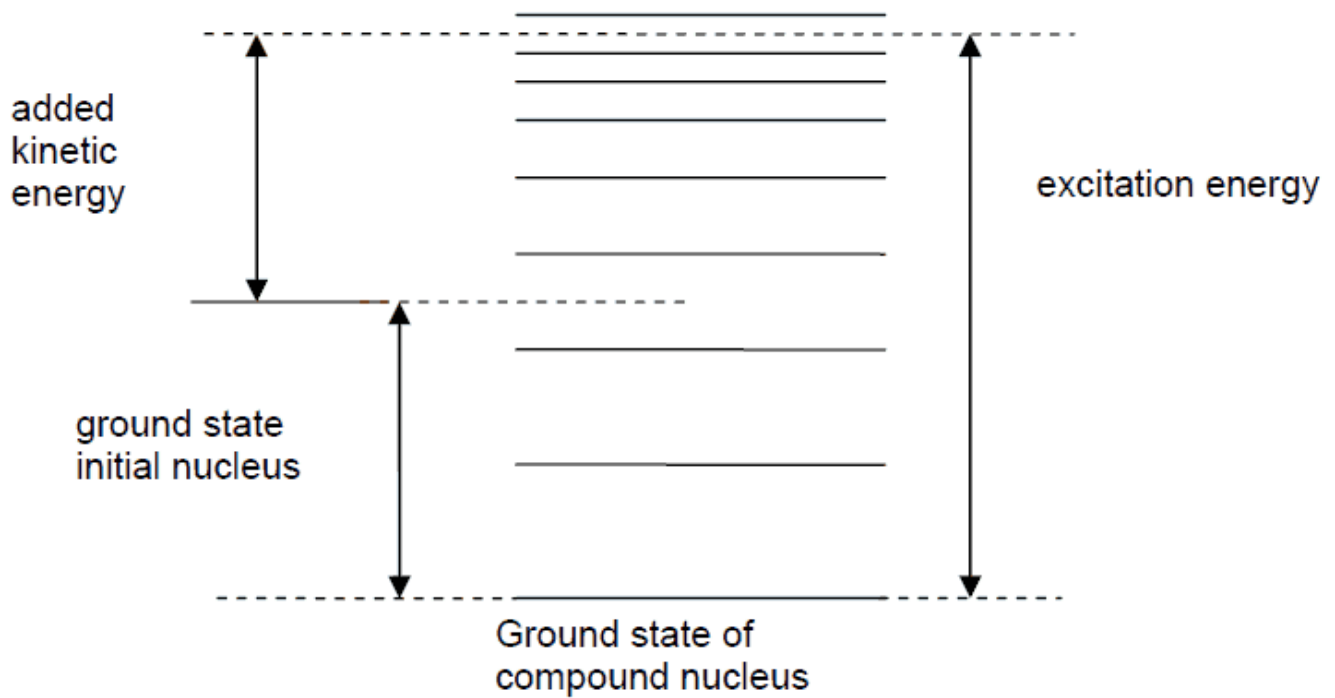 added
kinetic
energy
excitation energy
ground state
initial nucleus
Ground state of
compound nucleus